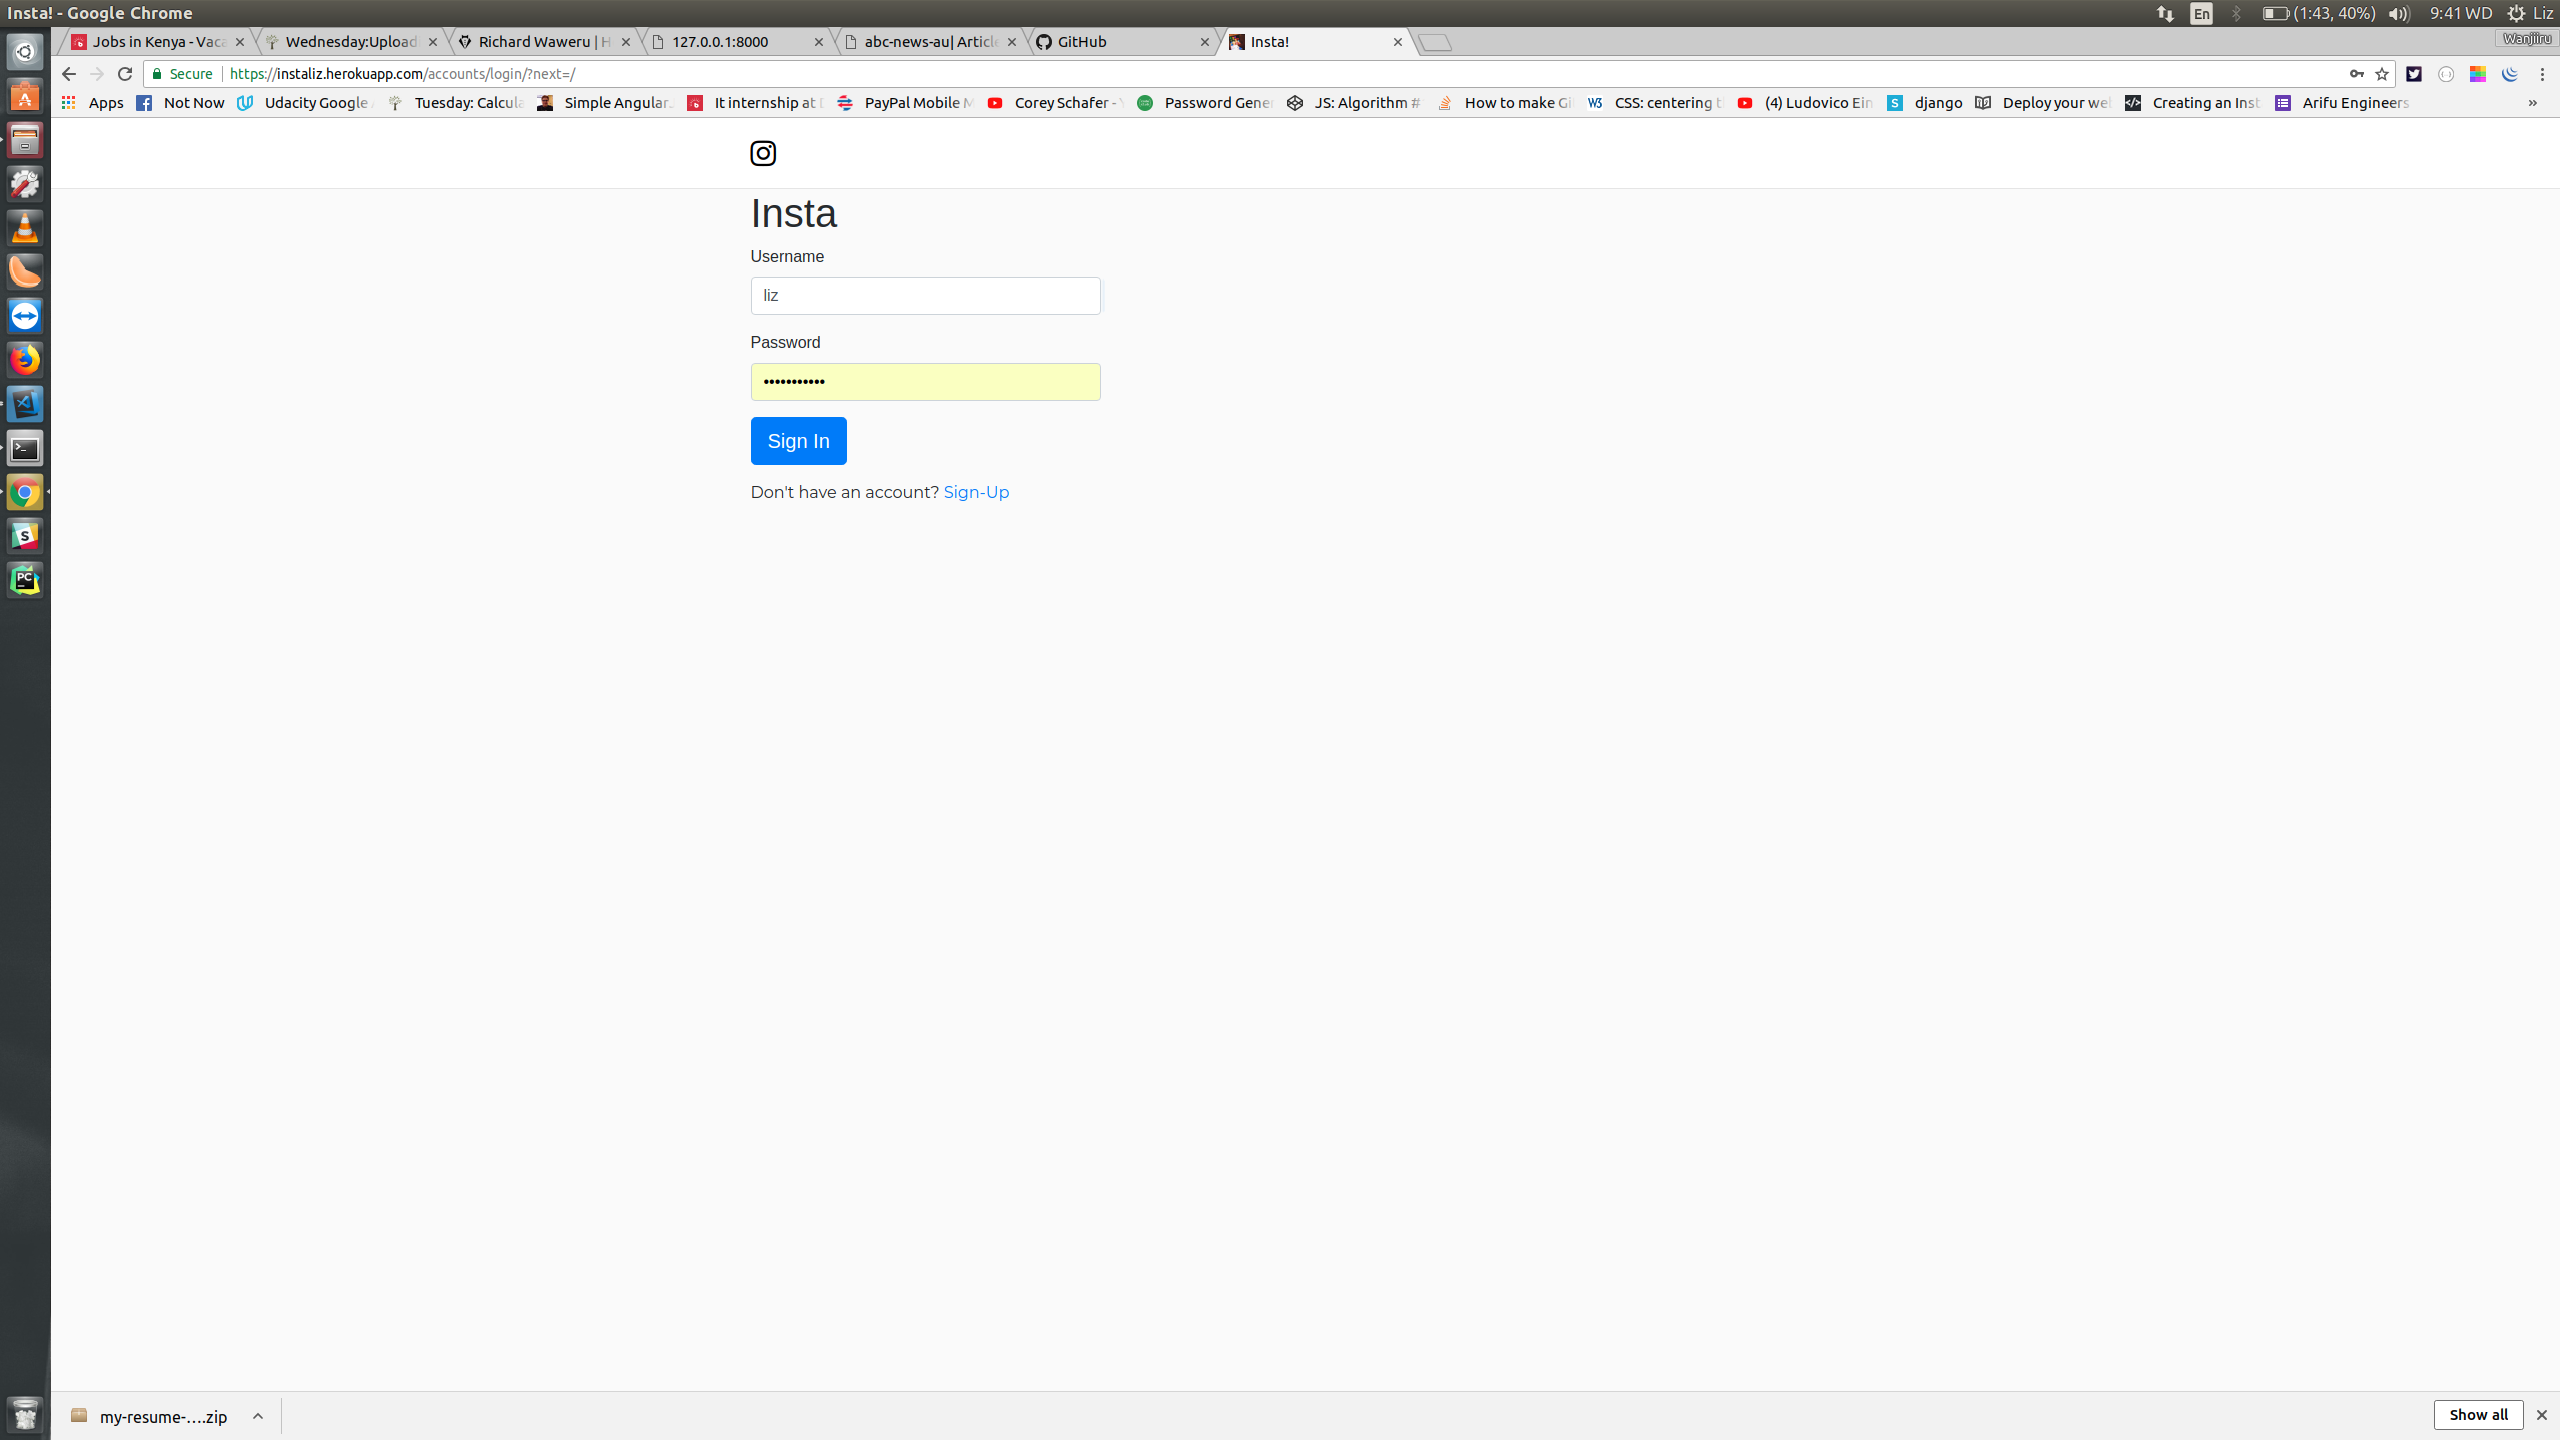 Insta! - Google Chrome
En (1:43, 40%) 9:41 WD Liz
Jobs in Kenya - Vaca Wednesday:Upload Richard Waweru | H 127.0.0.1:8000 abc-news-au| Article GitHub Insta! Wanjiiru
Secure https://instaliz.herokuapp.com/accounts/login/?next=/
Apps Not Now Udacity Google Tuesday: Calcula Simple Angular It internship at PayPal Mobile Corey Schafer - Password Gener JS: Algorithm # How to make Gi CSS: centering (4) Ludovico Ein django Deploy your we Creating an Inst Arifu Engineers »
Insta
Username
liz
Password
•••••••••••
Sign In
Don't have an account? Sign-Up
my-resume-....zip
Show all